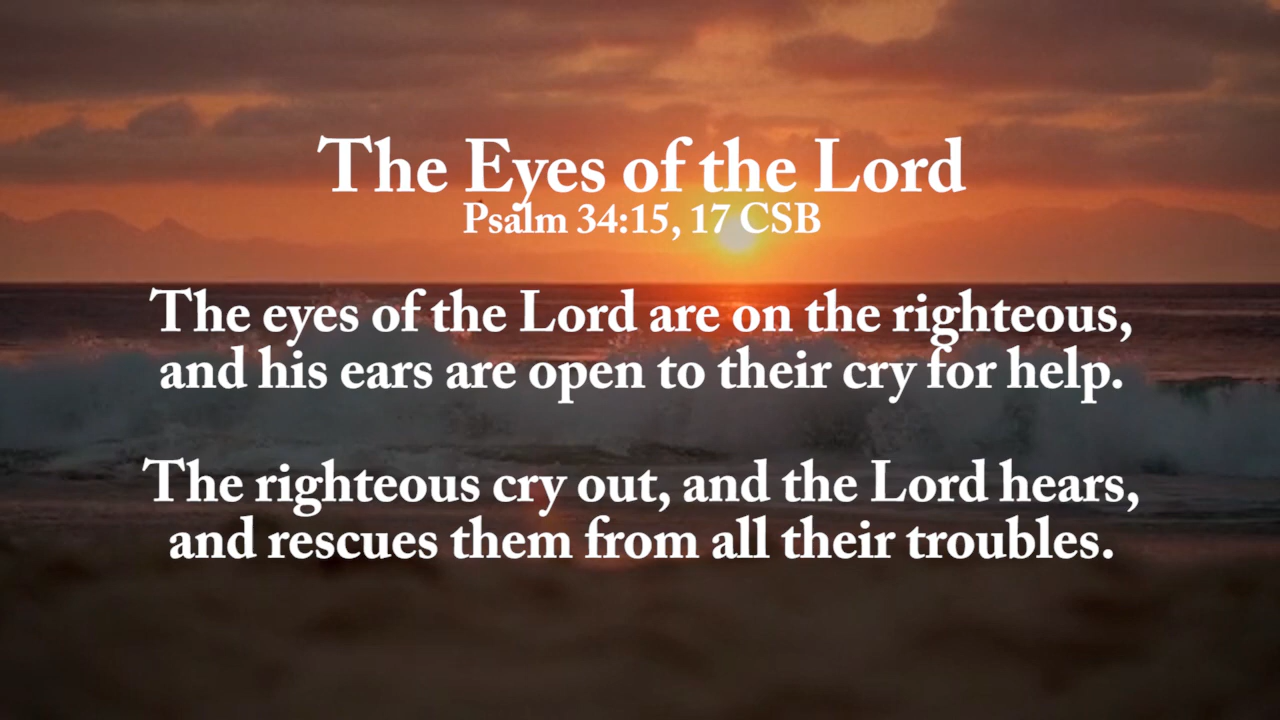 The Eyes of the Lord
Psalm 34:15, 17 CSB
The eyes of the Lord are on the righteous,
and his ears are open to their cry for help.
The righteous cry out, and the Lord hears,
and rescues them from all their troubles.